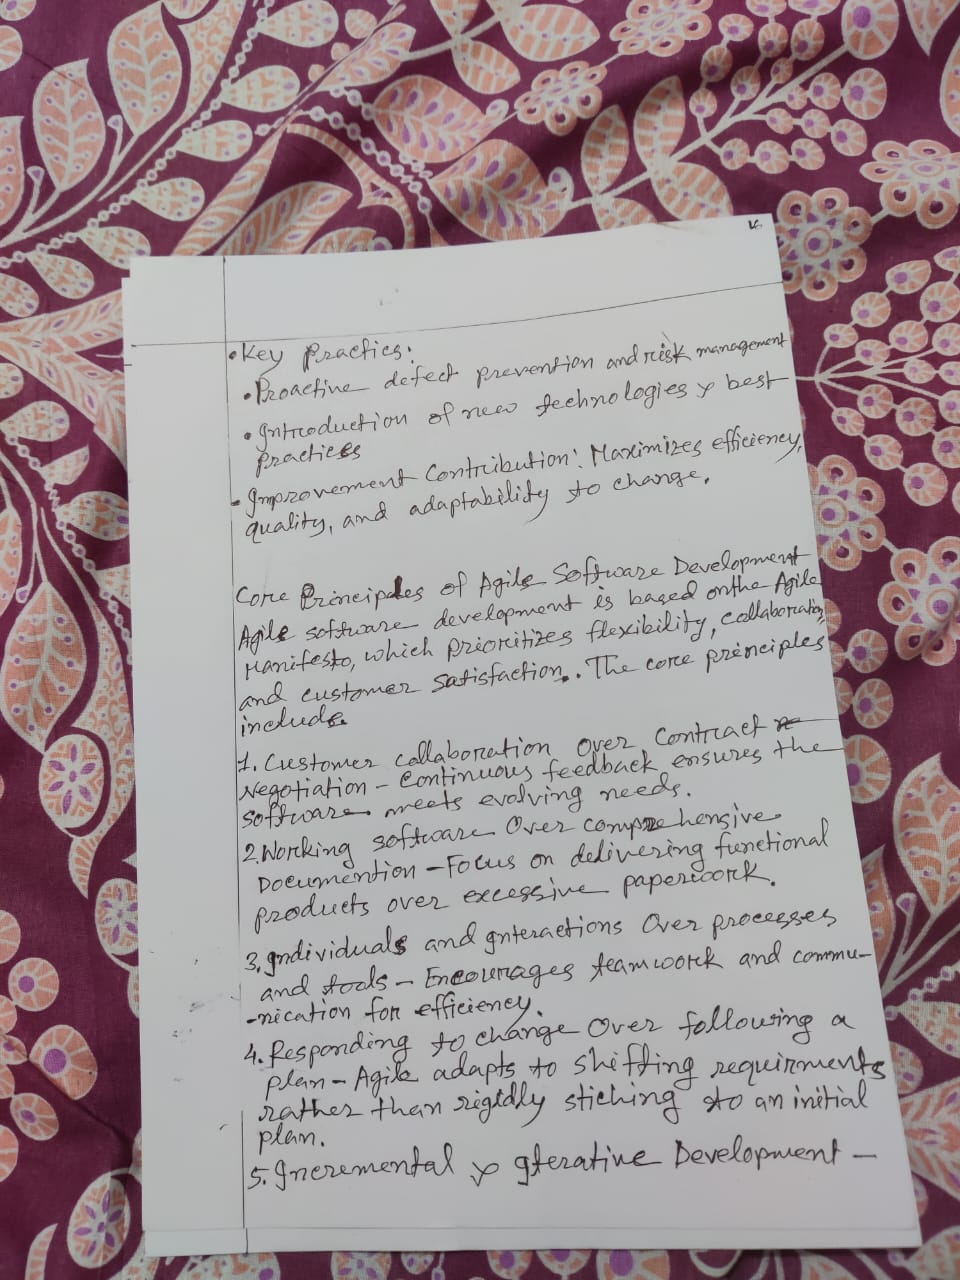 • Key Practies.
• Proactive defect prevention and risk management
• Introduction of new technologies & best
practices
• Improvement Contribution: Maximizes efficiency,
quality, and adaptability to change.
Core Principles of Agile Software Development
Agile software development is based on the Agile
Manifesto, which prioritizes flexibility, collaboration,
and customer satisfaction. The core principles
include
1. Customer collaboration over Contract
Negotiation - Continuous feedback ensures the
software meets evolving needs.
2. Working software Over comprehensive
Documention - Focus on delivering functional
products over excessive paperwork.
3. Individuals and Interactions Over processes
and tools - Encourages teamwork and commu-
-nication for efficiency.
4. Responding to change Over following a
plan - Agile adapts to shifting requirments
rather than rigidly stiching to an initial
plan.
5. Incremental & Iterative Development -